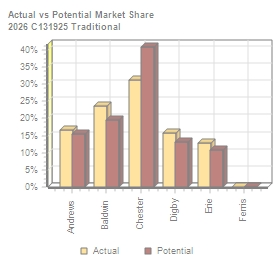 Actual vs Potential Market Share
2026 C131925 Traditional
40%
35%
30%
25%
20%
15%
10%
5%
0%
Andrews
Baldwin
Chester
Digby
Erie
Ferris
Actual
Potential